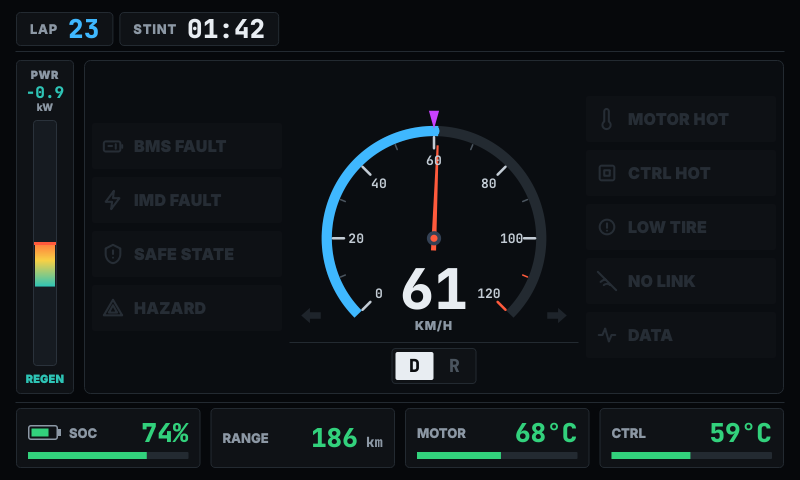 LAP 23 STINT 01:42
PWR
-0.9
kW
REGEN
BMS FAULT
IMD FAULT
SAFE STATE
HAZARD
0
20
40
60
80
100
120
61
KM/H
D R
MOTOR HOT
CTRL HOT
LOW TIRE
NO LINK
DATA
SOC 74%
RANGE 186 km
MOTOR 68°C
CTRL 59°C